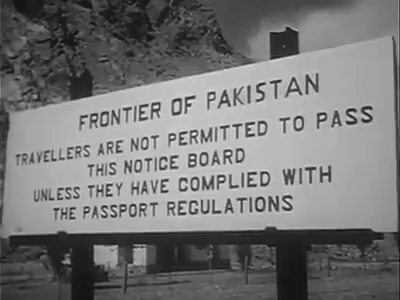 FRONTIER OF PAKISTAN
TRAVELLERS ARE NOT PERMITTED TO PASS
THIS NOTICE BOARD
UNLESS THEY HAVE COMPLIED WITH
THE PASSPORT REGULATIONS